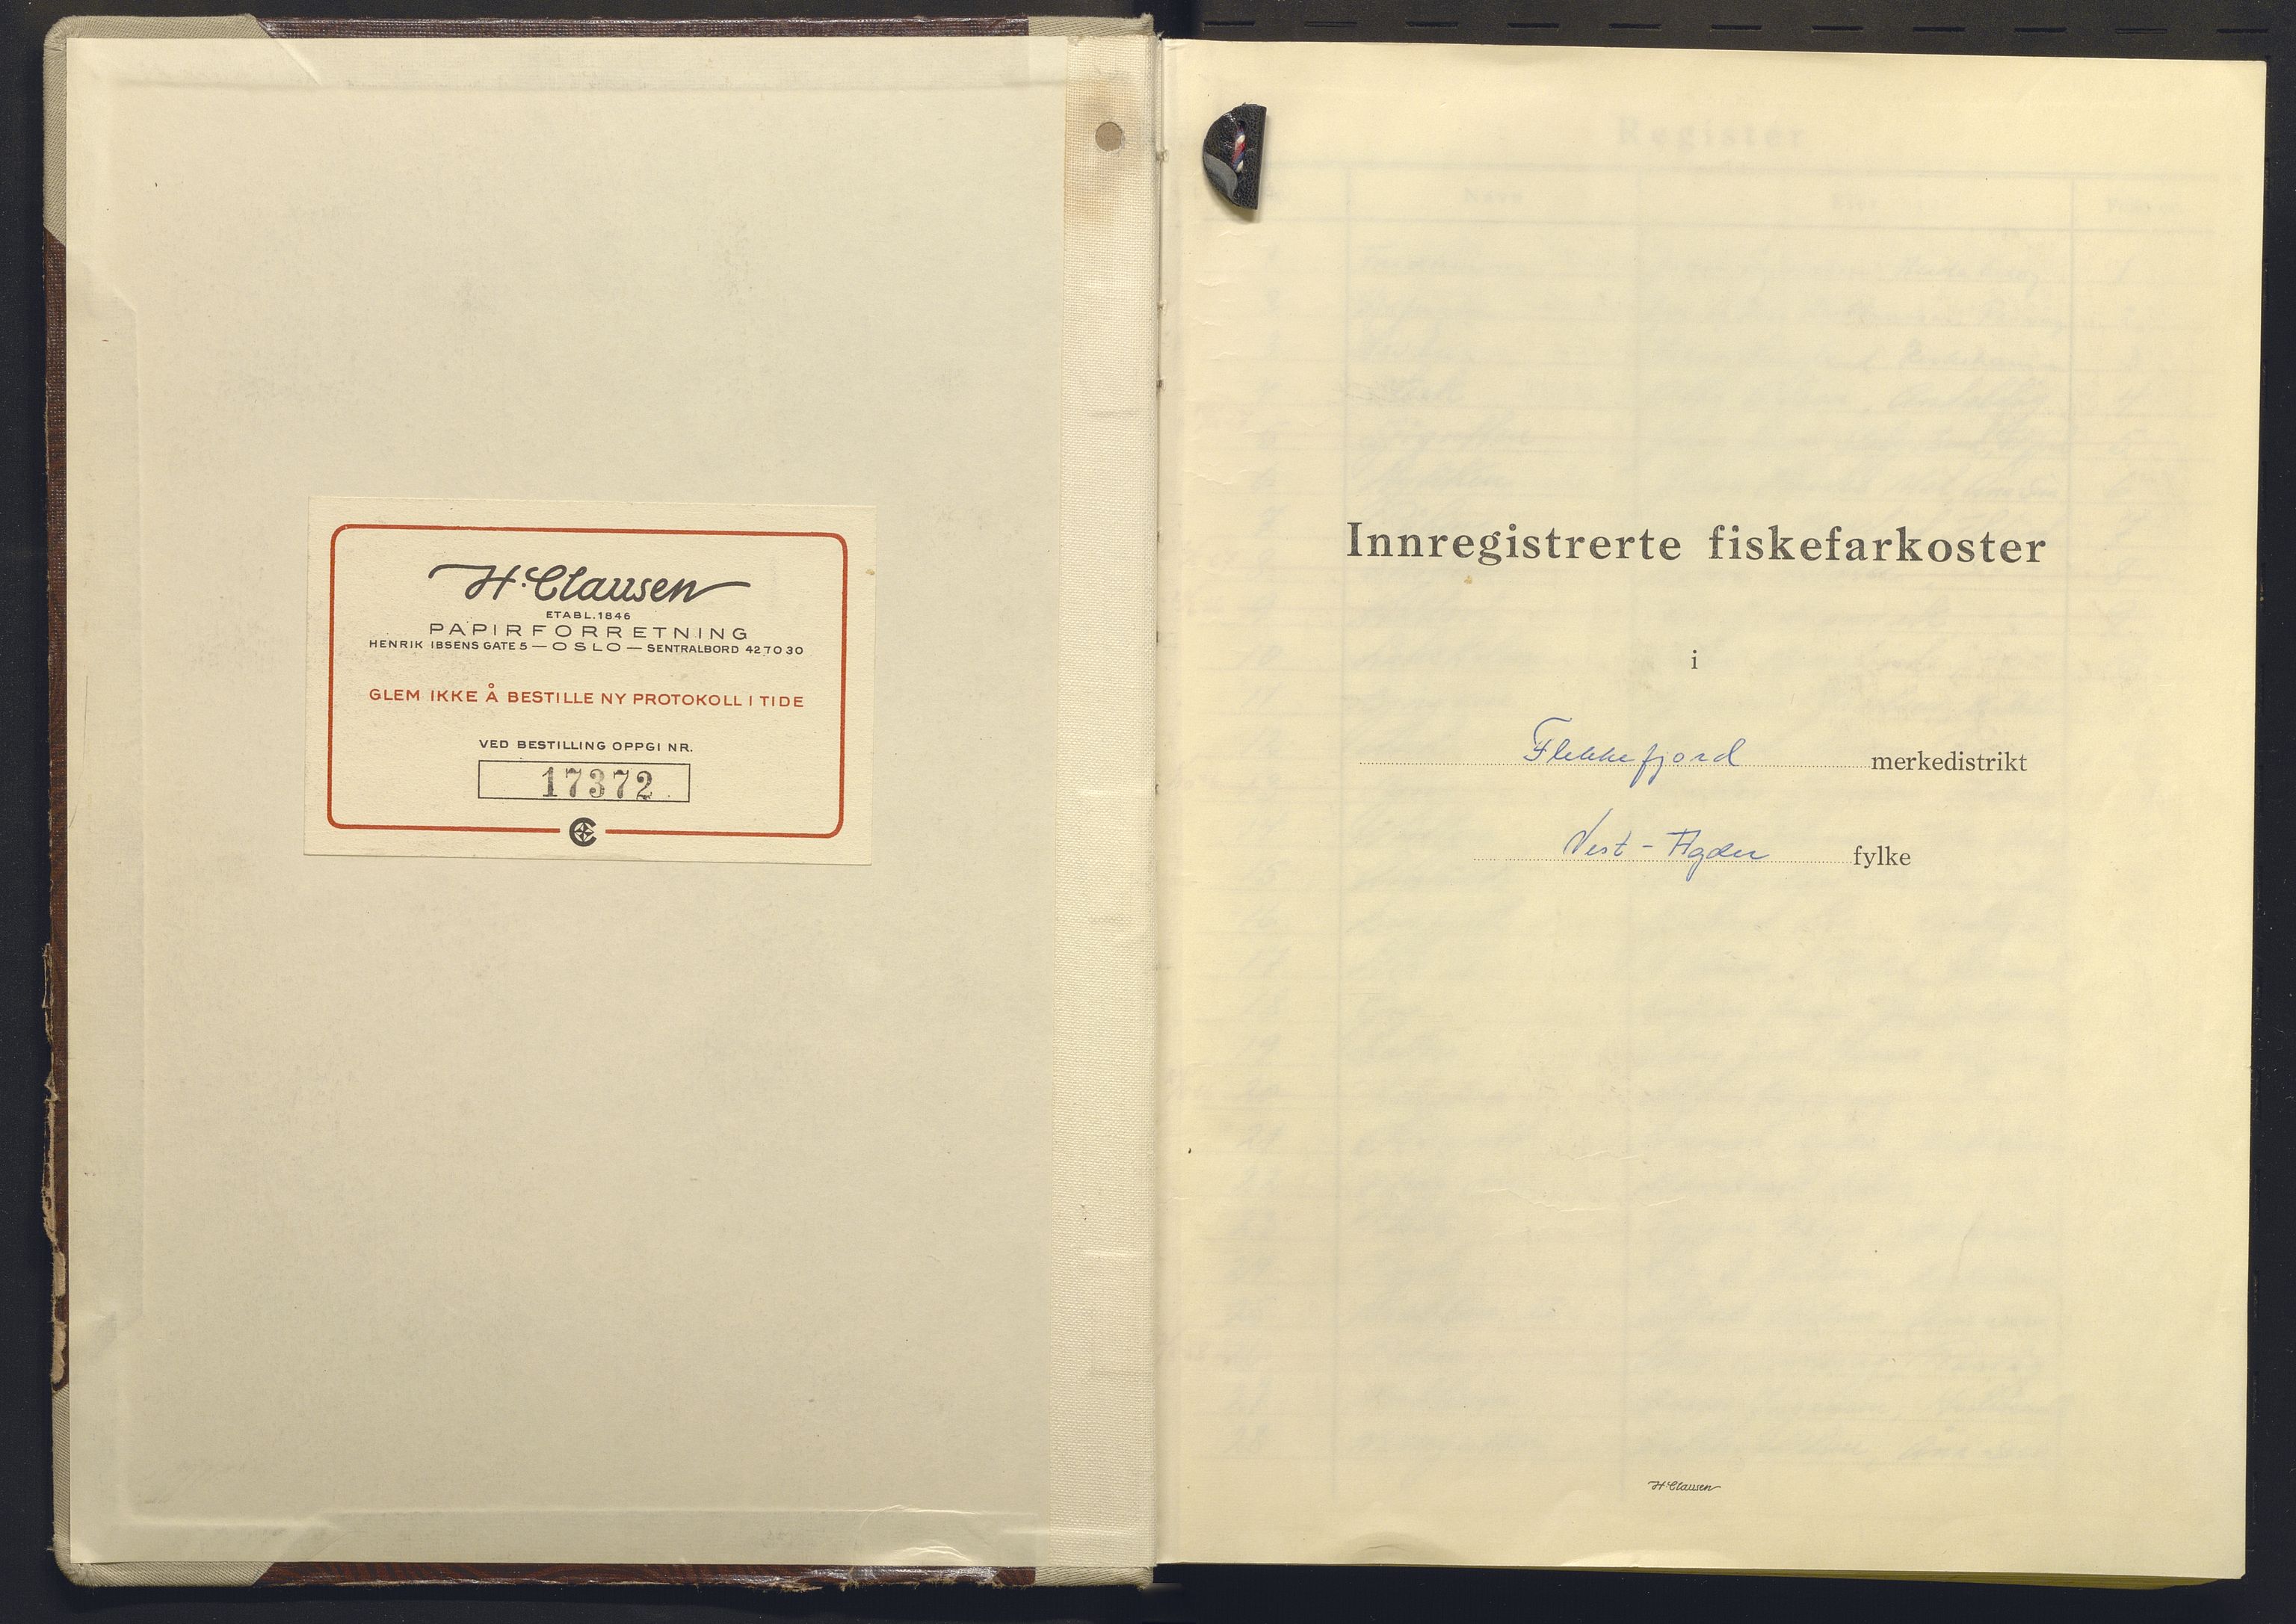 H. Clausen
ETABL. 1846
PAPIRFORRETNING
HENRIK IBSENS GATE 5 — OSLO — SENTRALBORD 42 70 30
GLEM IKKE Å BESTILLE NY PROTOKOLL I TIDE
VED BESTILLING OPPGI NR.
17372
Innregistrerte fiskefarkoster
i
Flekkefjord merkedistrikt
Vest-Agder fylke
H. Clausen